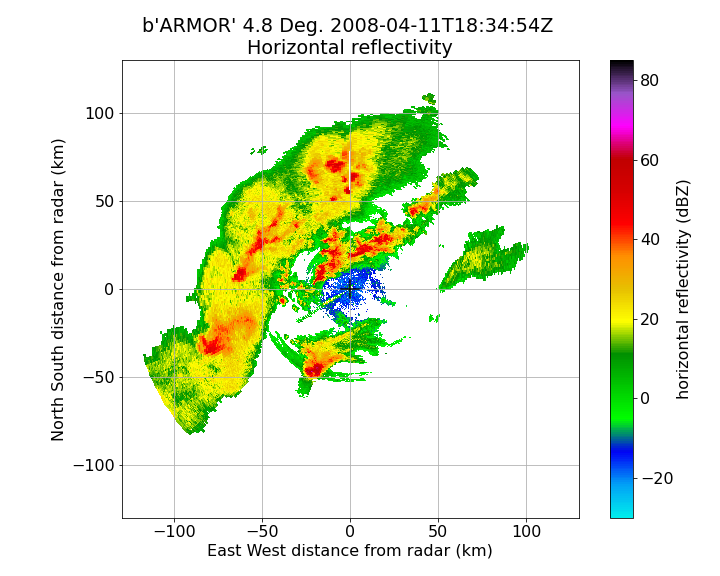 b'ARMOR' 4.8 Deg. 2008-04-11T18:34:54Z
Horizontal reflectivity
100
50
0
−50
−100
North South distance from radar (km)
−100 −50 0 50 100
East West distance from radar (km)
80
60
40
20
0
−20
horizontal reflectivity (dBZ)